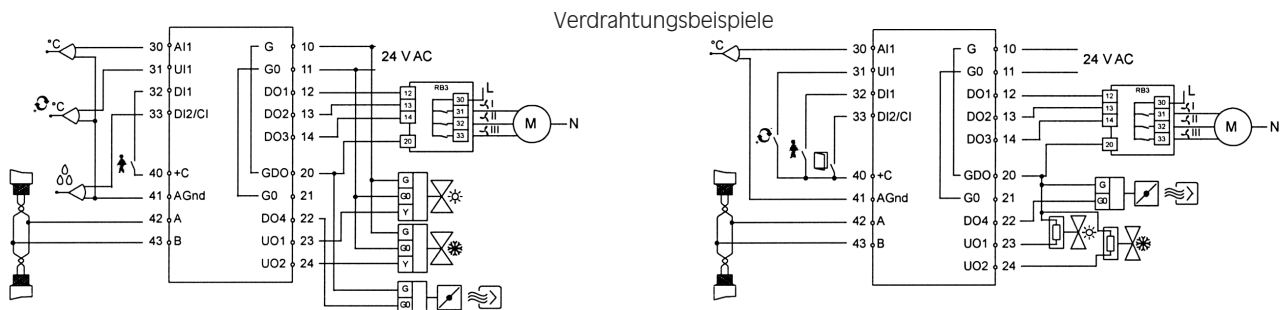 Verdrahtungsbeispiele
°C
30 AI1
G 10
24 V AC
31 UI1
G0 11
°C
32 DI1
DO1 12
12 RB3 30 L
33 DI2/CI
DO2 13
13 31 I
14 32 II
M N
DO3 14
33 III
40 +C
GDO 20
20
41 AGnd
G0 21
G
G0
Y
42 A
DO4 22
43 B
UO1 23
G
G0
Y
UO2 24
G
G0
°C
30 AI1
G 10
24 V AC
31 UI1
G0 11
32 DI1
DO1 12
12 RB3 30 L
33 DI2/CI
DO2 13
13 31 I
14 32 II
M N
DO3 14
33 III
40 +C
GDO 20
20
41 AGnd
G0 21
G
G0
42 A
DO4 22
43 B
UO1 23
UO2 24